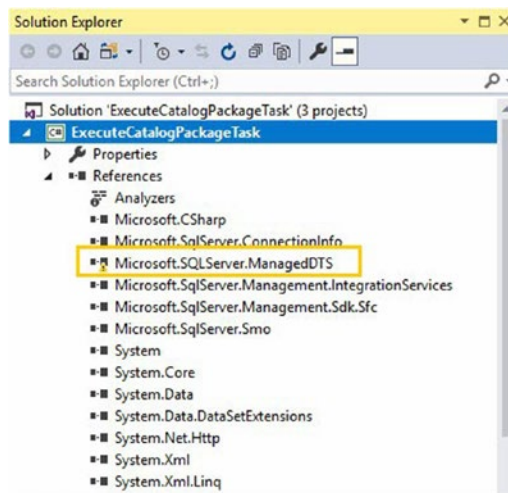 Solution Explorer
Search Solution Explorer (Ctrl+;)
Solution 'ExecuteCatalogPackageTask' (3 projects)
C# ExecuteCatalogPackageTask
Properties
References
Analyzers
Microsoft.CSharp
Microsoft.SqlServer.ConnectionInfo
Microsoft.SQLServer.ManagedDTS
Microsoft.SqlServer.Management.IntegrationServices
Microsoft.SqlServer.Management.Sdk.Sfc
Microsoft.SqlServer.Smo
System
System.Core
System.Data
System.Data.DataSetExtensions
System.Net.Http
System.Xml
System.Xml.Linq